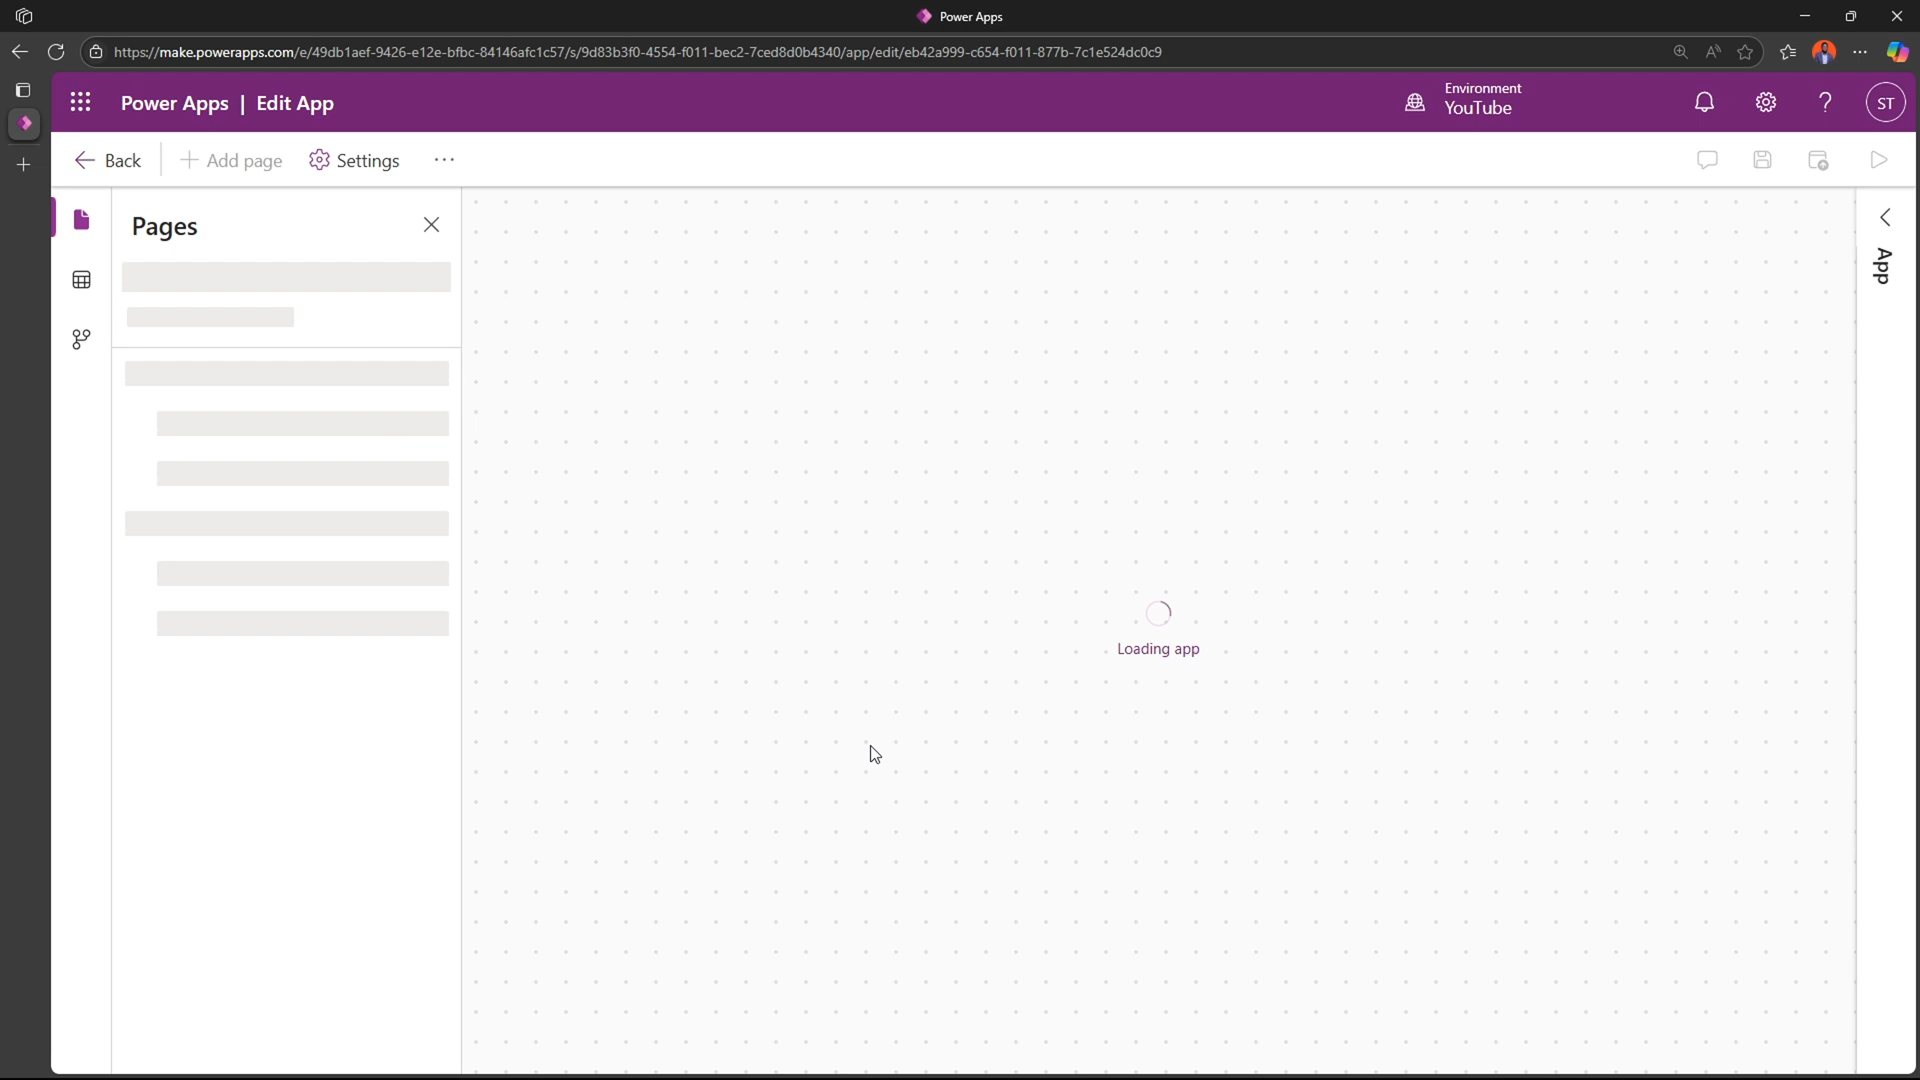 Power Apps
https://make.powerapps.com/e/49db1aef-9426-e12e-bfbc-84146afc1c57/s/9d83b3f0-4554-f011-bec2-7ced8d0b4340/app/edit/eb42a999-c654-f011-877b-7c1e524dc0c9
Power Apps | Edit App
Environment
YouTube
ST
Back
Add page
Settings
Pages
App
Loading app